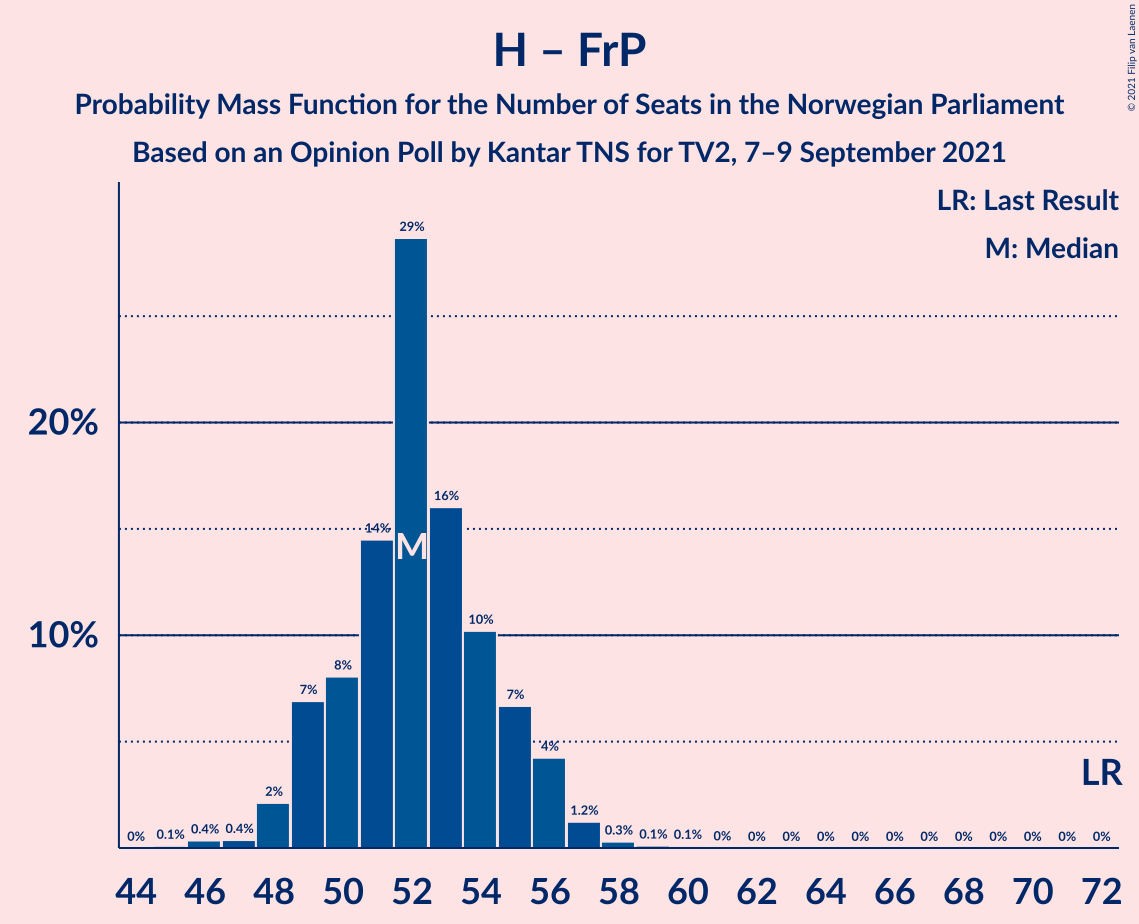 H – FrP
Probability Mass Function for the Number of Seats in the Norwegian Parliament
Based on an Opinion Poll by Kantar TNS for TV2, 7–9 September 2021
© 2021 Filip van Laenen
LR: Last Result
M: Median
20%
10%
0% 0.1% 0.4% 0.4% 2% 7% 8% 14% 29% 16% 10% 7% 4% 1.2% 0.3% 0.1% 0.1% 0% 0% 0% 0% 0% 0% 0% 0% 0% 0% 0% 0%
M
LR
44 46 48 50 52 54 56 58 60 62 64 66 68 70 72